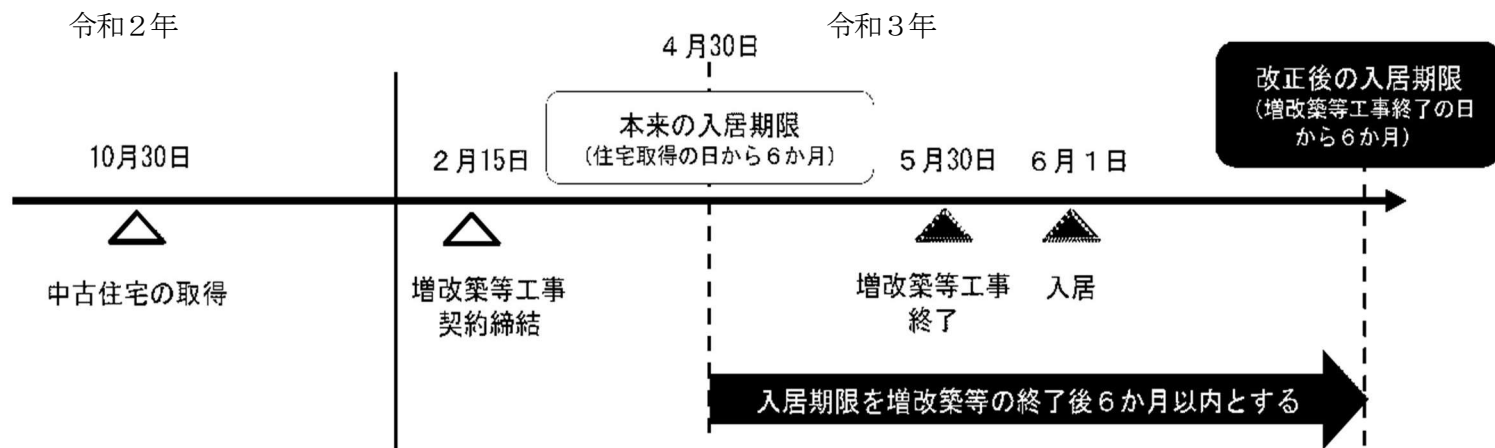 令和２年
令和３年
４月30日
本来の入居期限
（住宅取得の日から６か月）
改正後の入居期限
（増改築等工事終了の日
から６か月）
10月30日
２月15日
５月30日
６月１日
中古住宅の取得
増改築等工事
契約締結
増改築等工事
終了
入居
入居期限を増改築等の終了後６か月以内とする